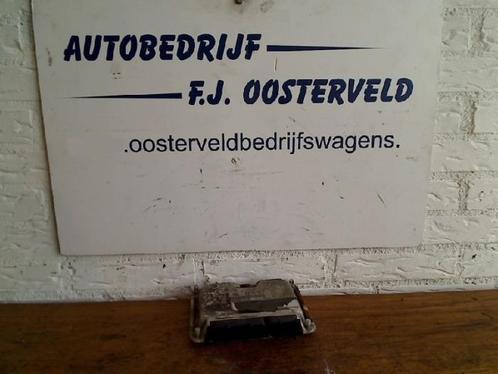 AUTOBEDRIJF
F.J. OOSTERVELD
.oosterveldbedrijfswagens.